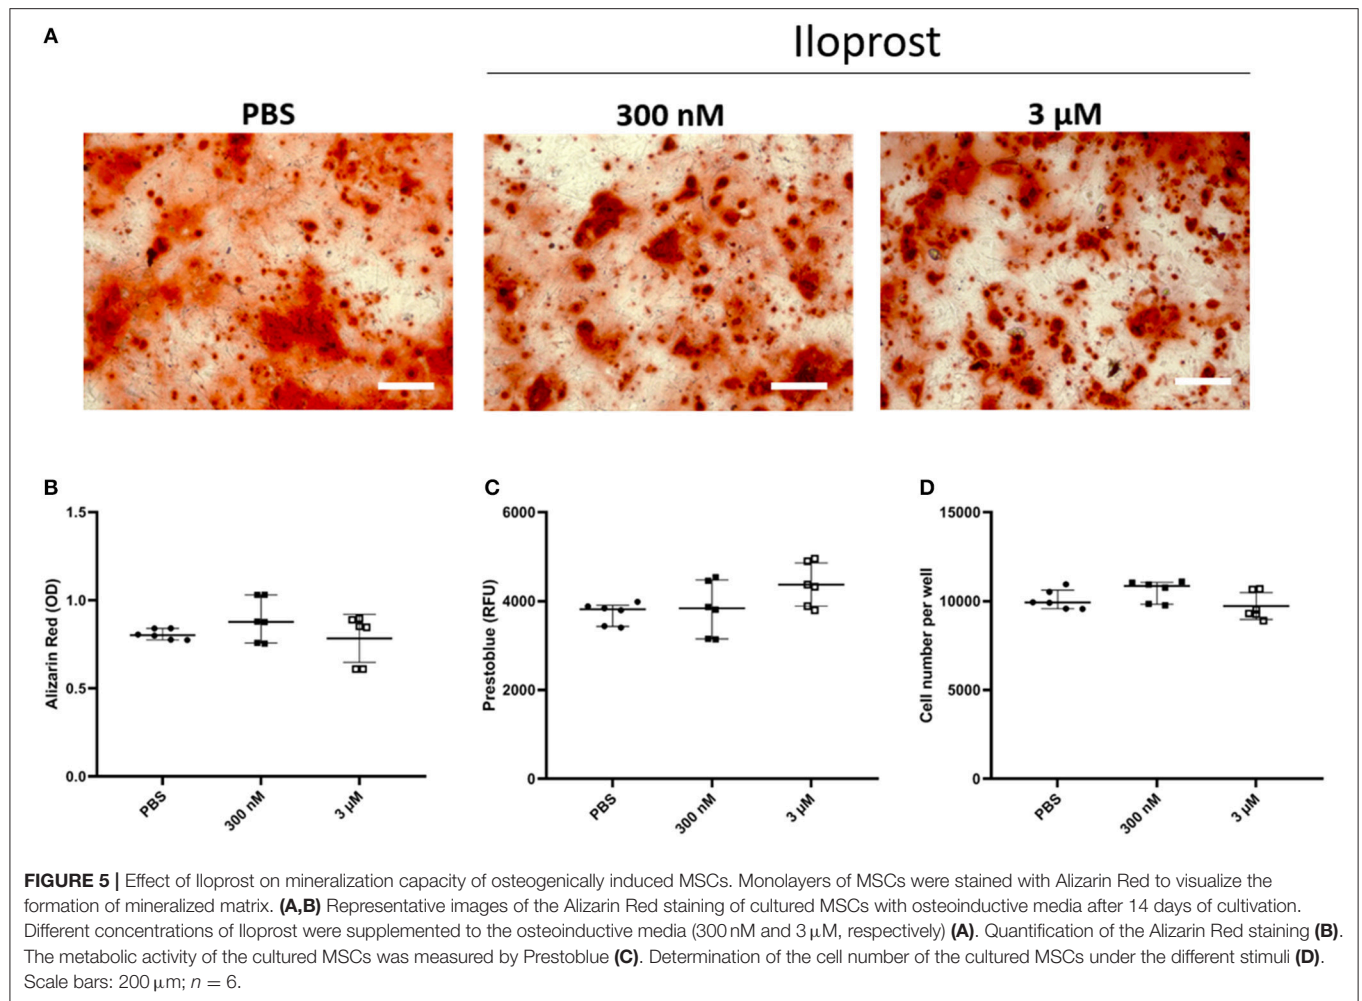 A
Iloprost
PBS
300 nM
3 μM
B
1.5
1.0
0.5
0.0
Alizarin Red (OD)
PBS
300 nM
3 μM
C
6000
4000
2000
0
Prestoblue (RFU)
PBS
300 nM
3 μM
D
15000
10000
5000
0
Cell number per well
PBS
300 nM
3 μM
FIGURE 5 | Effect of Iloprost on mineralization capacity of osteogenically induced MSCs. Monolayers of MSCs were stained with Alizarin Red to visualize the
formation of mineralized matrix. (A,B) Representative images of the Alizarin Red staining of cultured MSCs with osteoinductive media after 14 days of cultivation.
Different concentrations of Iloprost were supplemented to the osteoinductive media (300 nM and 3 μM, respectively) (A). Quantification of the Alizarin Red staining (B).
The metabolic activity of the cultured MSCs was measured by Prestoblue (C). Determination of the cell number of the cultured MSCs under the different stimuli (D).
Scale bars: 200 μm; n = 6.